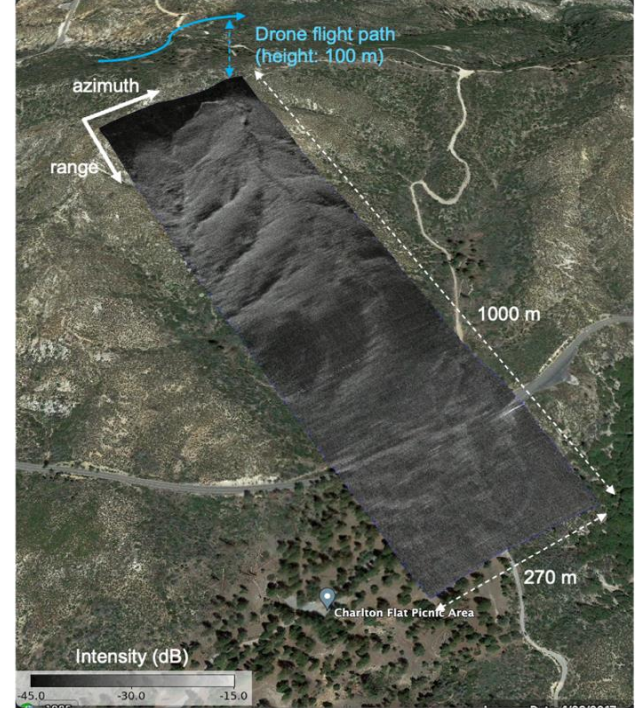 Drone flight path
(height: 100 m)
azimuth
range
1000 m
270 m
Charlton Flat Picnic Area
Intensity (dB)
-45.0 -30.0 -15.0